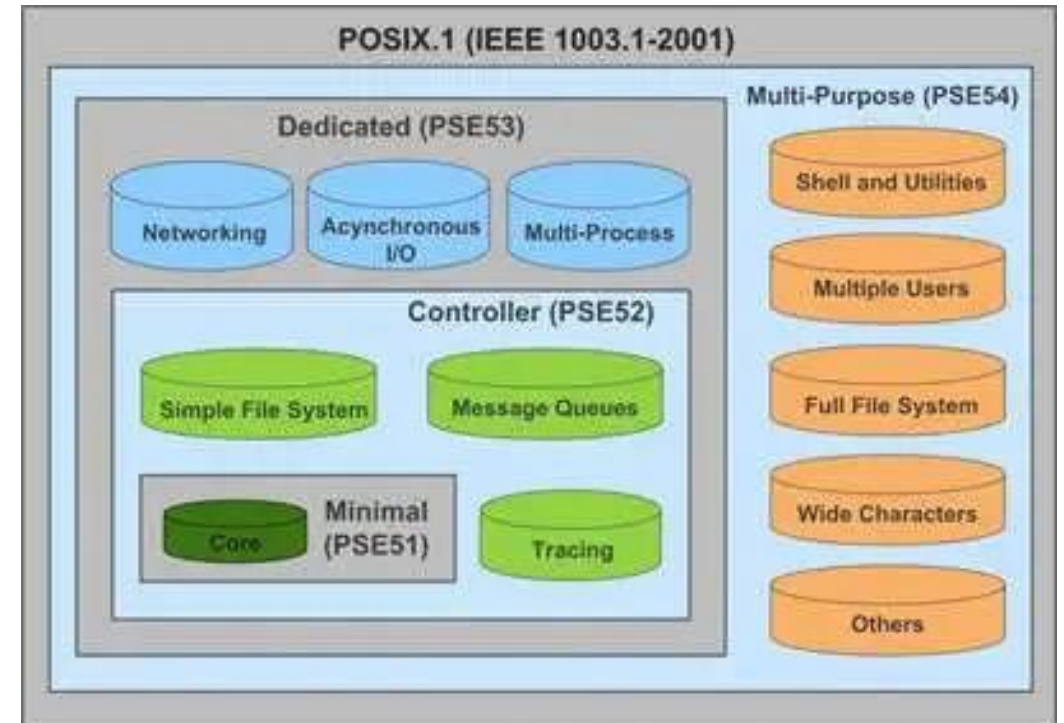 POSIX.1 (IEEE 1003.1-2001)
Multi-Purpose (PSE54)
Dedicated (PSE53)
Networking
Acynchronous
I/O
Multi-Process
Controller (PSE52)
Simple File System
Message Queues
Minimal
(PSE51)
Core
Tracing
Shell and Utilities
Multiple Users
Full File System
Wide Characters
Others